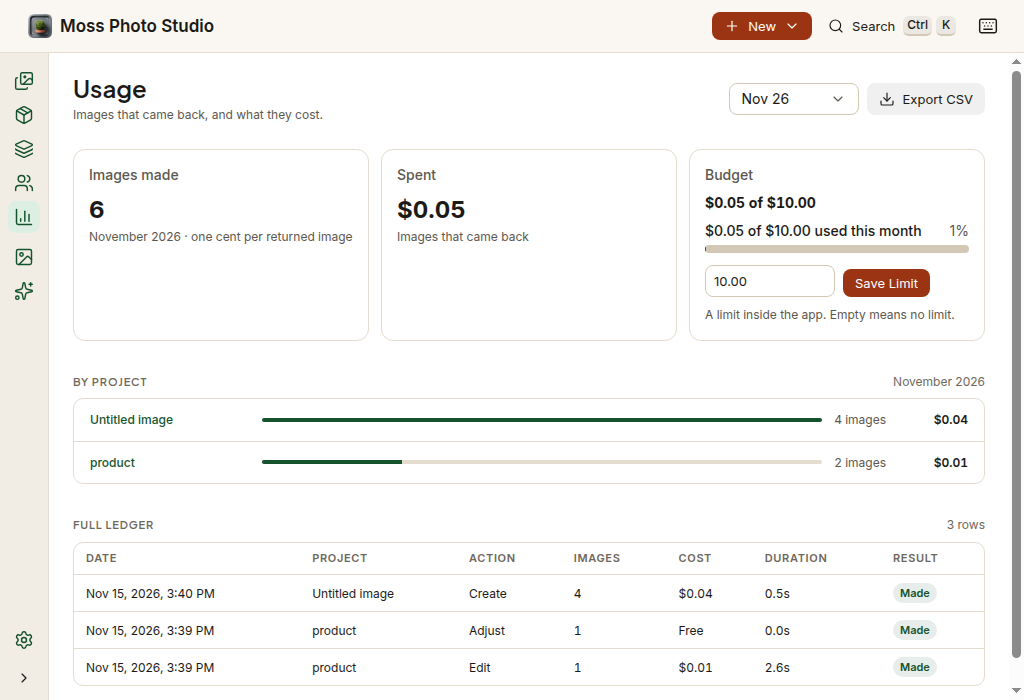 Moss Photo Studio
New
Search Ctrl K
Usage
Images that came back, and what they cost.
Nov 26
Export CSV
Images made
6
November 2026 · one cent per returned image
Spent
$0.05
Images that came back
Budget
$0.05 of $10.00
$0.05 of $10.00 used this month 1%
10.00
Save Limit
A limit inside the app. Empty means no limit.
BY PROJECT November 2026
Untitled image 4 images $0.04
product 2 images $0.01
FULL LEDGER 3 rows
DATE PROJECT ACTION IMAGES COST DURATION RESULT
Nov 15, 2026, 3:40 PM Untitled image Create 4 $0.04 0.5s Made
Nov 15, 2026, 3:39 PM product Adjust 1 Free 0.0s Made
Nov 15, 2026, 3:39 PM product Edit 1 $0.01 2.6s Made